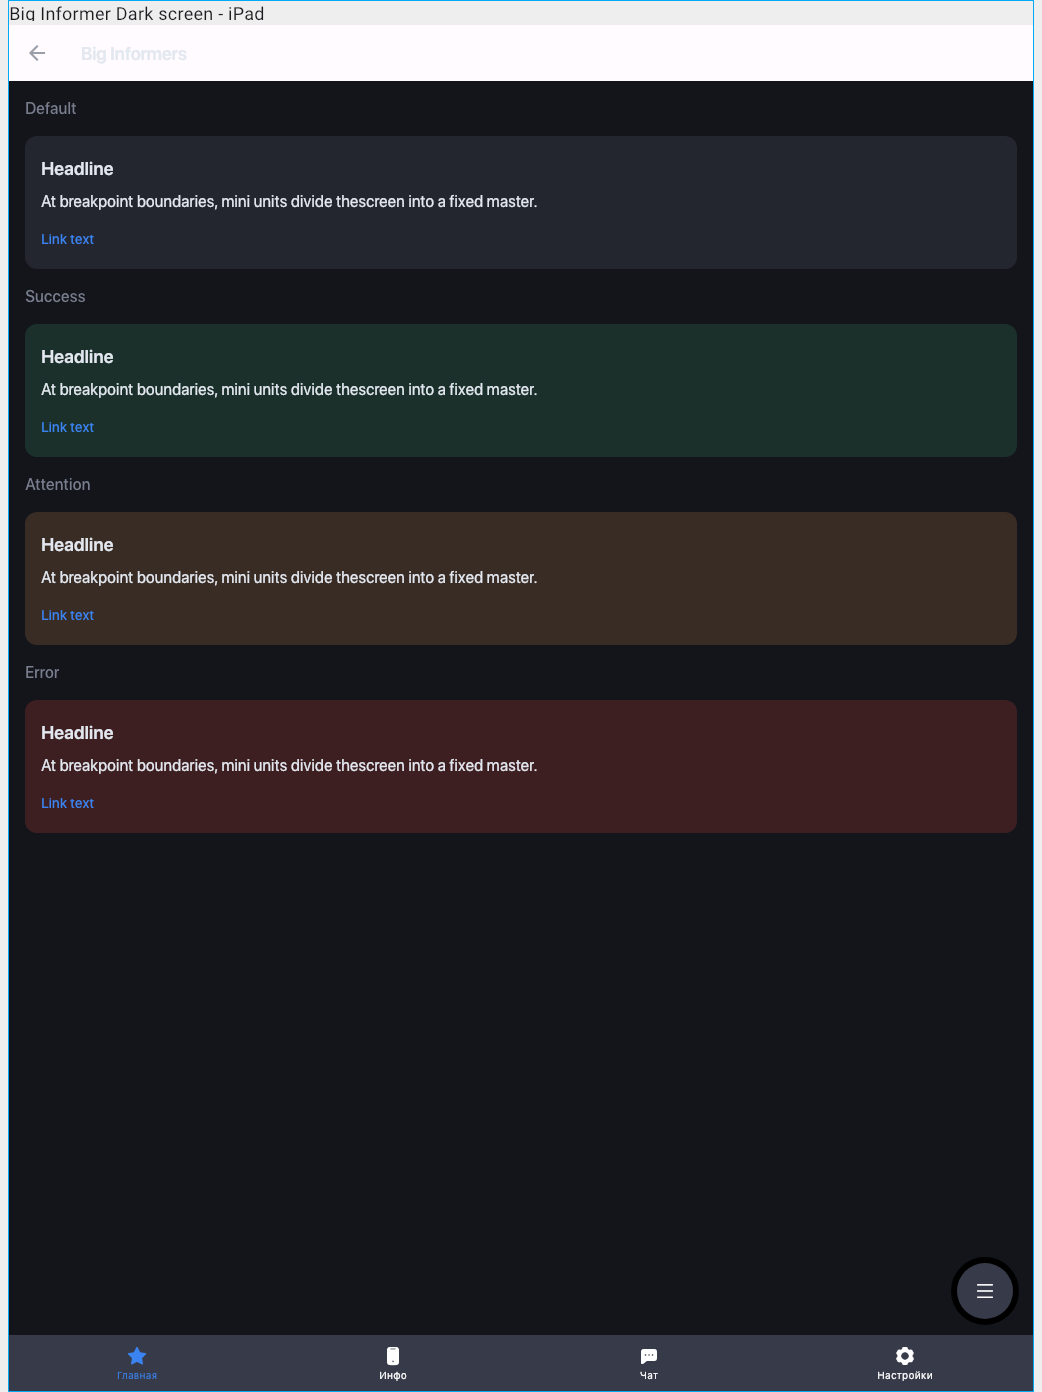 Big Informer Dark screen - iPad
Big Informers
Default
Headline
At breakpoint boundaries, mini units divide thescreen into a fixed master.
Link text
Success
Headline
At breakpoint boundaries, mini units divide thescreen into a fixed master.
Link text
Attention
Headline
At breakpoint boundaries, mini units divide thescreen into a fixed master.
Link text
Error
Headline
At breakpoint boundaries, mini units divide thescreen into a fixed master.
Link text
Главная Инфо Чат Настройки